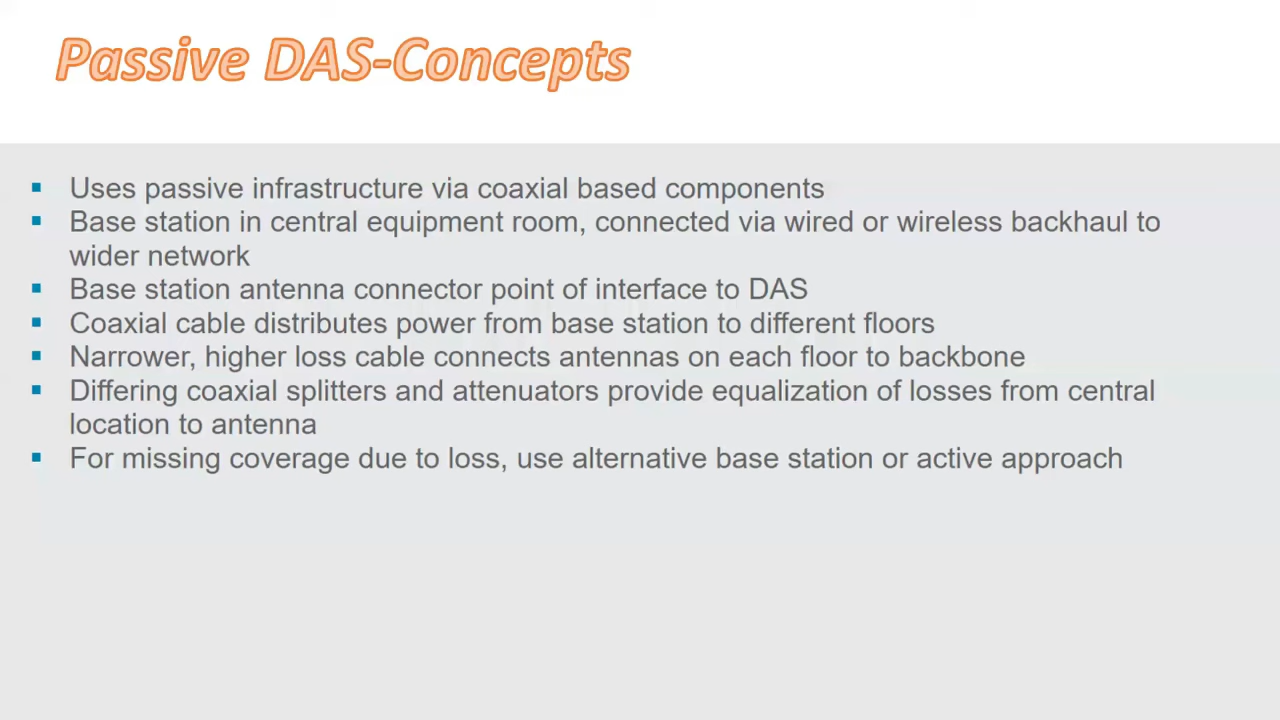 Passive DAS-Concepts
▪ Uses passive infrastructure via coaxial based components
▪ Base station in central equipment room, connected via wired or wireless backhaul to
wider network
▪ Base station antenna connector point of interface to DAS
▪ Coaxial cable distributes power from base station to different floors
▪ Narrower, higher loss cable connects antennas on each floor to backbone
▪ Differing coaxial splitters and attenuators provide equalization of losses from central
location to antenna
▪ For missing coverage due to loss, use alternative base station or active approach